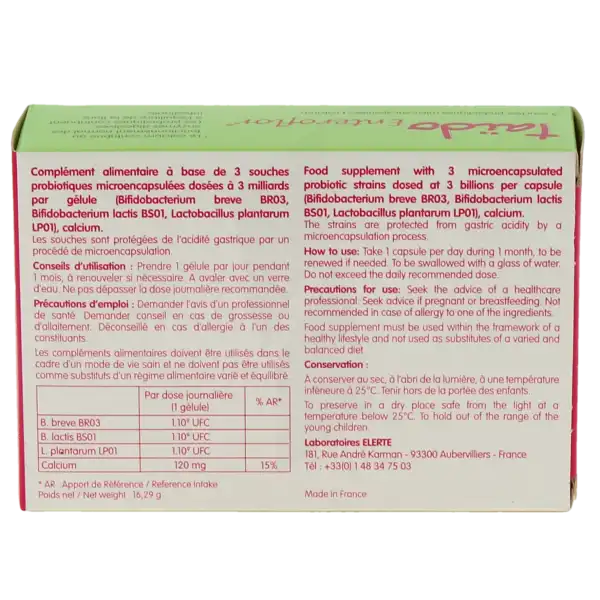 taïdo Enteroflor
Complément alimentaire à base de 3 souches
probiotiques microencapsulées dosées à 3 milliards
par gélule (Bifidobacterium breve BR03,
Bifidobacterium lactis BS01, Lactobacillus plantarum
LP01), calcium.
Les souches sont protégées de l'acidité gastrique par un
procédé de microencapsulation.
Conseils d'utilisation : Prendre 1 gélule par jour pendant
1 mois, à renouveler si nécessaire. A avaler avec un verre
d'eau. Ne pas dépasser la dose journalière recommandée.
Précautions d'emploi : Demander l'avis d'un professionnel
de santé. Demander conseil en cas de grossesse ou
d'allaitement. Déconseillé en cas d'allergie à l'un des
constituants.
Les compléments alimentaires doivent être utilisés dans le
cadre d'un mode de vie sain et ne doivent pas être utilisés
comme substituts d'un régime alimentaire varié et équilibré.
Par dose journalière
(1 gélule)
% AR*
B. breve BR03 1.10⁹ UFC
B. lactis BS01 1.10⁹ UFC
L. plantarum LP01 1.10⁹ UFC
Calcium 120 mg 15%
* AR : Apport de Référence / Reference Intake
Poids net / Net weight : 16,29 g
Food supplement with 3 microencapsulated
probiotic strains dosed at 3 billions per capsule
(Bifidobacterium breve BR03, Bifidobacterium lactis
BS01, Lactobacillus plantarum LP01), calcium.
The strains are protected from gastric acidity by a
microencapsulation process.
How to use: Take 1 capsule per day during 1 month, to be
renewed if needed. To be swallowed with a glass of water.
Do not exceed the daily recommended dose.
Precautions for use: Seek the advice of a healthcare
professional. Seek advice if pregnant or breastfeeding. Not
recommended in case of allergy to one of the ingredients.
Food supplement must be used within the framework of a
healthy lifestyle and not used as substitutes of a varied and
balanced diet
Conservation :
A conserver au sec, à l'abri de la lumière, à une température
inférieure à 25°C. Tenir hors de la portée des enfants.
To preserve in a dry place safe from the light at a
temperature below 25°C. To hold out of the range of the
young children.
Laboratoires ELERTE
181, Rue André Karman - 93300 Aubervilliers - France
Tél : +33(0) 1 48 34 75 03
Made in France